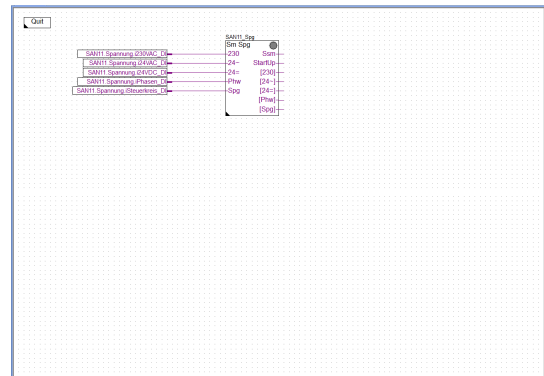 Quit
SAN11_Spg
Sm Spg
SAN11.Spannung.i230VAC_DI 230 Ssm
SAN11.Spannung.i24VAC_DI 24~ StartUp
SAN11.Spannung.i24VDC_DI 24= [230]
SAN11.Spannung.iPhasen_DI Phw [24~]
SAN11.Spannung.iSteuerkreis_DI Spg [24=]
[Phw]
[Spg]